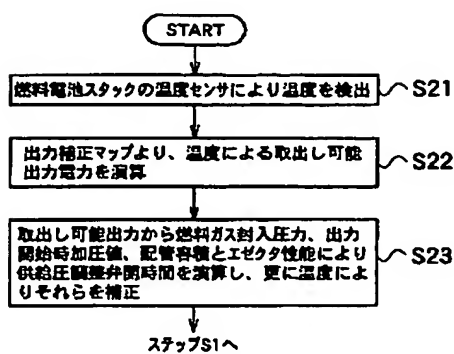 START
燃料電池スタックの温度センサにより温度を検出
S21
出力補正マップより、温度による取出し可能
出力電力を演算
S22
取出し可能出力から燃料ガス封入圧力、出力
開始時加圧値、配管容積とエゼクタ性能により
供給圧調整弁開時間を演算し、更に温度によ
りそれらを補正
S23
ステップS1へ